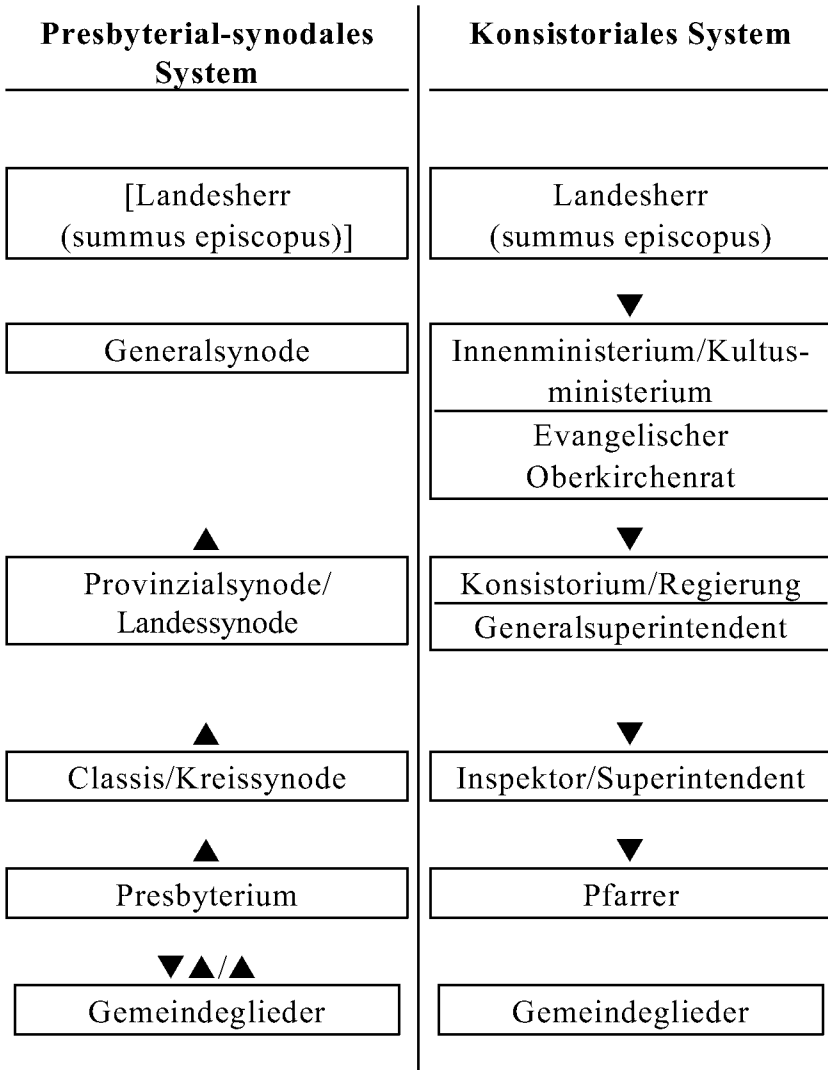 Presbyterial-synodales
System
[Landesherr
(summus episcopus)]
Generalsynode
▲
Provinzialsynode/
Landessynode
▲
Classis/Kreissynode
▲
Presbyterium
▼▲/▲
Gemeindeglieder
Konsistoriales System
Landesherr
(summus episcopus)
▼
Innenministerium/Kultus-
ministerium
Evangelischer
Oberkirchenrat
▼
Konsistorium/Regierung
Generalsuperintendent
▼
Inspektor/Superintendent
▼
Pfarrer
Gemeindeglieder